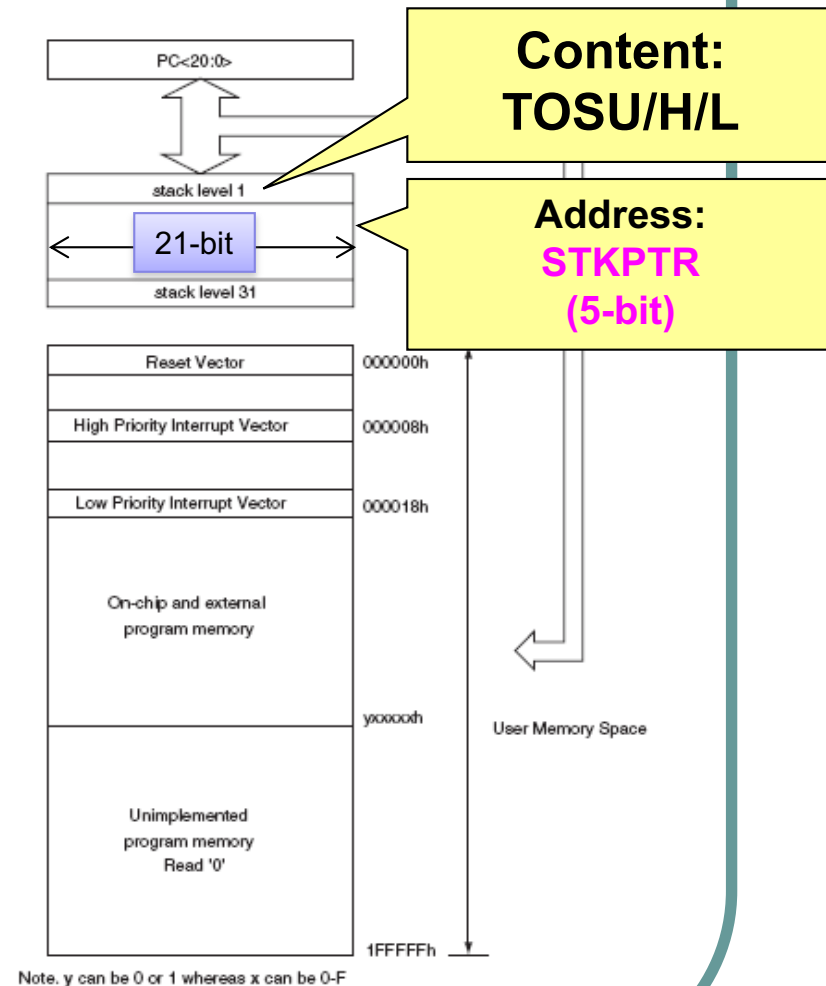 PC<20:0>
Content:
TOSU/H/L
stack level 1
21-bit
stack level 31
Address:
STKPTR
(5-bit)
Reset Vector
000000h
High Priority Interrupt Vector
000008h
Low Priority Interrupt Vector
000018h
On-chip and external
program memory
yxxxxxh
User Memory Space
Unimplemented
program memory
Read '0'
1FFFFFh
Note. y can be 0 or 1 whereas x can be 0-F